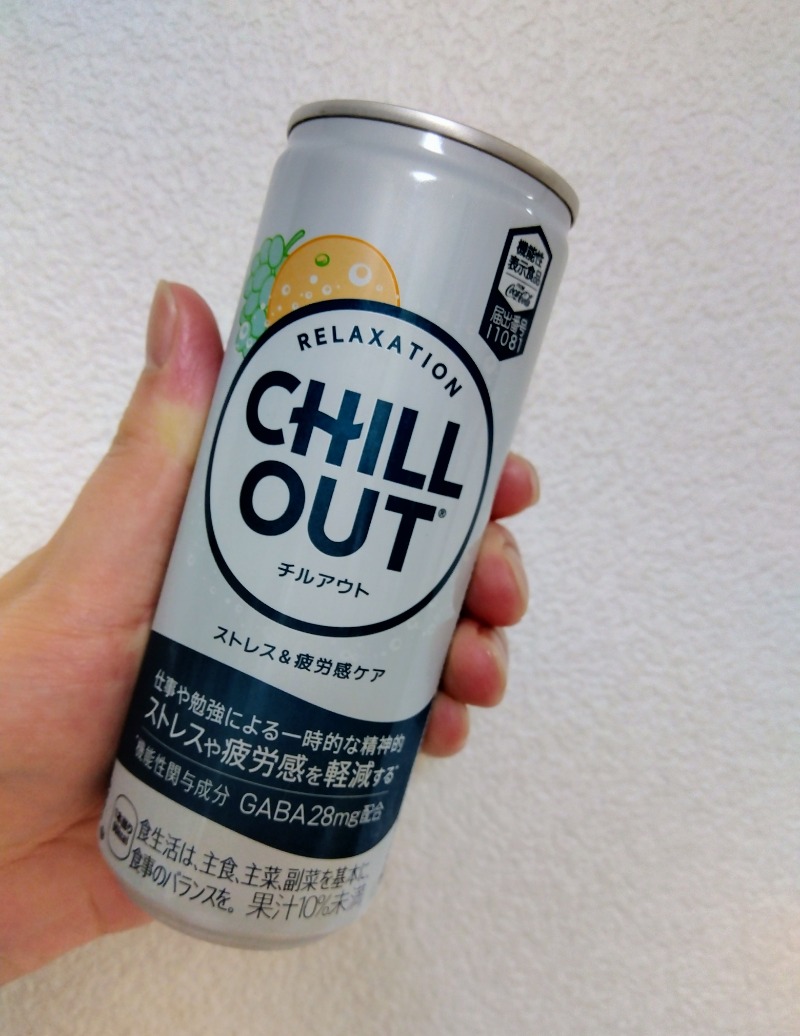 機能性
表示食品
Coca-Cola
届出番号
I1081
RELAXATION
CHILL
OUT®
チルアウト
ストレス&疲労感ケア
仕事や勉強による一時的な精神的
ストレスや疲労感を軽減する
機能性関与成分 GABA28mg配合
食生活は、主食、主菜、副菜を基本に、
食事のバランスを。 果汁10%未満